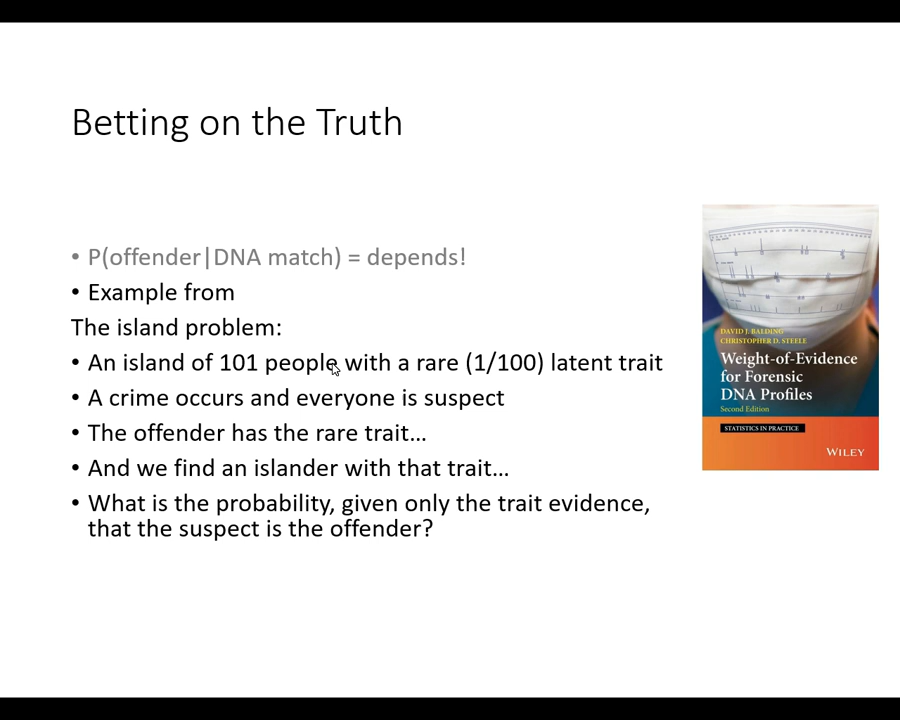 Betting on the Truth
• P(offender|DNA match) = depends!
• Example from
The island problem:
• An island of 101 people with a rare (1/100) latent trait
• A crime occurs and everyone is suspect
• The offender has the rare trait…
• And we find an islander with that trait…
• What is the probability, given only the trait evidence,
that the suspect is the offender?
DAVID J. BALDING
CHRISTOPHER D. STEELE
Weight-of-Evidence
for Forensic
DNA Profiles
Second Edition
STATISTICS IN PRACTICE
WILEY